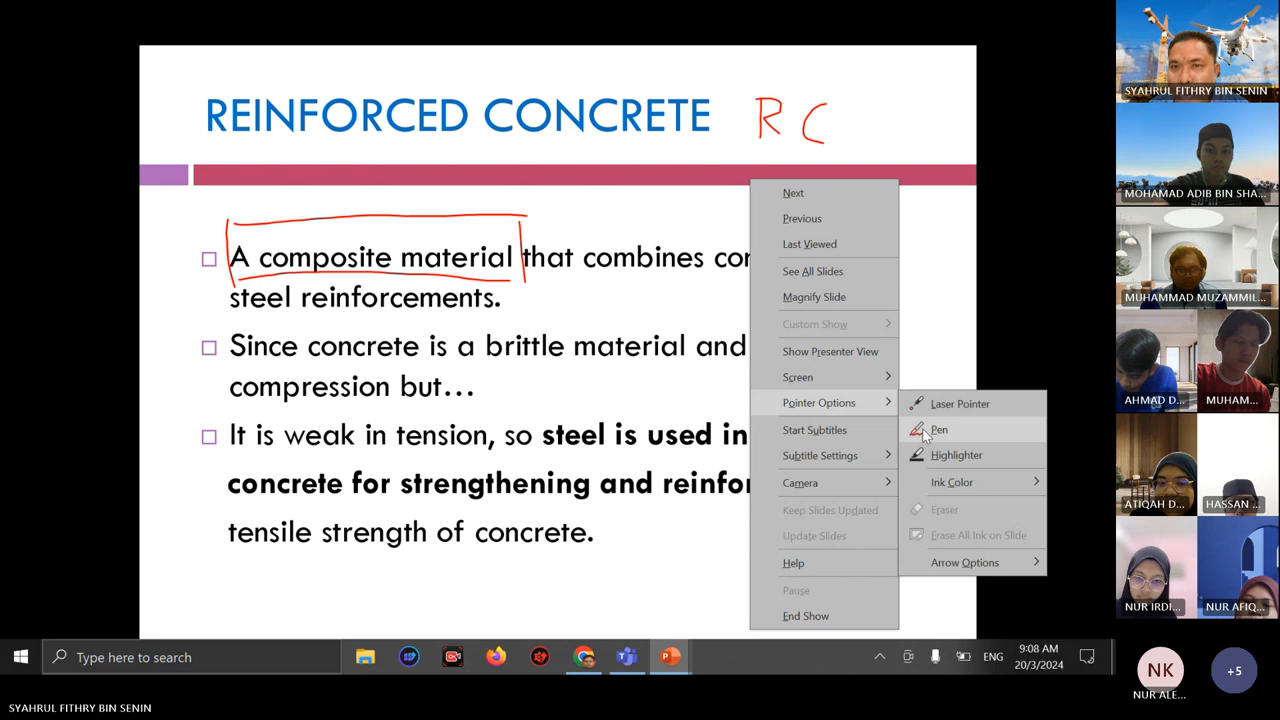 REINFORCED CONCRETE RC
A composite material that combines con
steel reinforcements.
Since concrete is a brittle material and
compression but...
It is weak in tension, so steel is used in
concrete for strengthening and reinfor
tensile strength of concrete.
Next
Previous
Last Viewed
See All Slides
Magnify Slide
Custom Show
Show Presenter View
Screen
Pointer Options
Start Subtitles
Subtitle Settings
Camera
Keep Slides Updated
Update Slides
Help
Pause
End Show
Laser Pointer
Pen
Highlighter
Ink Color
Eraser
Erase All Ink on Slide
Arrow Options
SYAHRUL FITHRY BIN SENIN
MOHAMAD ADIB BIN SHA...
MUHAMMAD MUZAMMIL...
AHMAD D...
MUHAM...
ATIQAH D...
HASSAN ...
NUR IRDI...
NUR AFIQ...
NK
NUR ALE...
+5
Type here to search
ENG
9:08 AM
20/3/2024
SYAHRUL FITHRY BIN SENIN